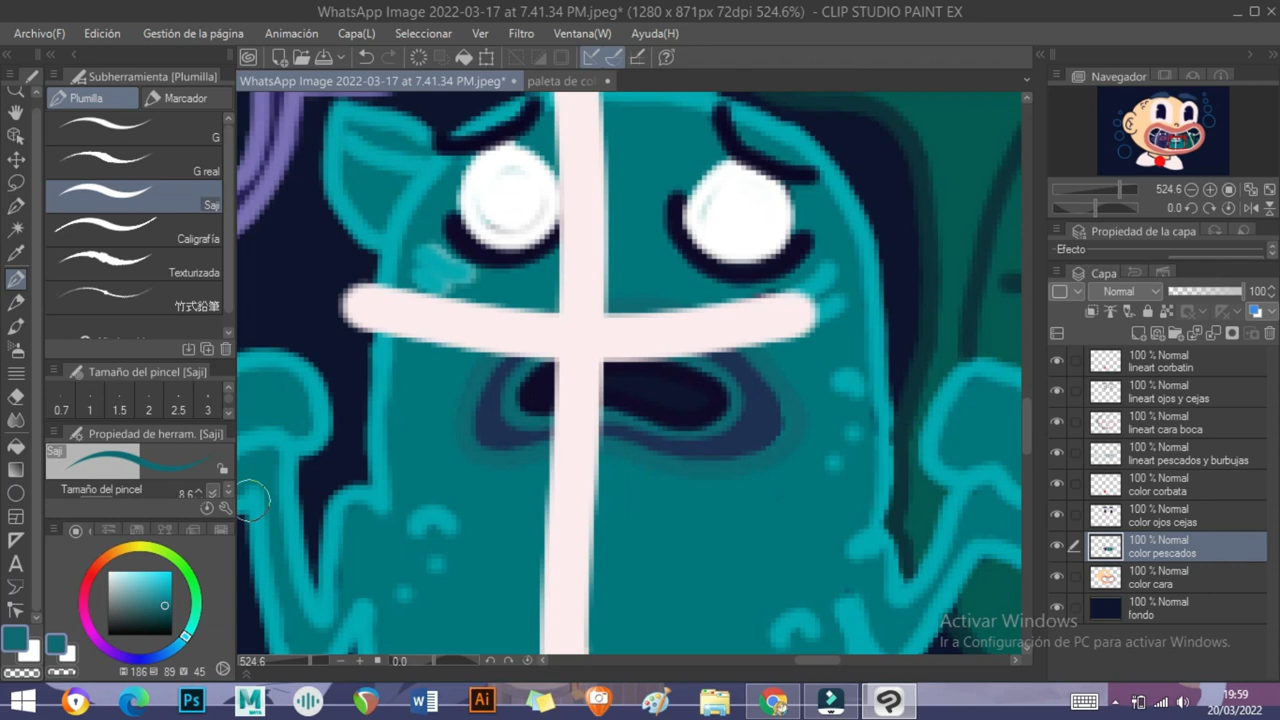 WhatsApp Image 2022-03-17 at 7.41.34 PM.jpeg* (1280 x 871px 72dpi 524.6%) - CLIP STUDIO PAINT EX
Archivo(F) Edición Gestión de la página Animación Capa(L) Seleccionar Ver Filtro Ventana(W) Ayuda(H)
Subherramienta [Plumilla]
WhatsApp Image 2022-03-17 at 7.41.34 PM.jpeg*
paleta de co
Navegador
Plumilla
Marcador
G
G real
Saji
Caligrafía
Texturizada
竹式鉛筆
524.6
0.0
Propiedad de la capa
Efecto
Capa
Normal
100
Tamaño del pincel [Saji]
0.7 1 1.5 2 2.5 3
Propiedad de herram. [Saji]
Saji
Tamaño del pincel 8.6
100 % Normal
lineart corbatin
100 % Normal
lineart ojos y cejas
100 % Normal
lineart cara boca
100 % Normal
lineart pescados y burbujas
100 % Normal
color corbata
100 % Normal
color ojos cejas
100 % Normal
color pescados
100 % Normal
color cara
100 % Normal
fondo
Activar Windows
Ir a Configuración de PC para activar Windows.
186 89 45
524.6 0.0
Ps
M
W
Ai
19:59
20/03/2022